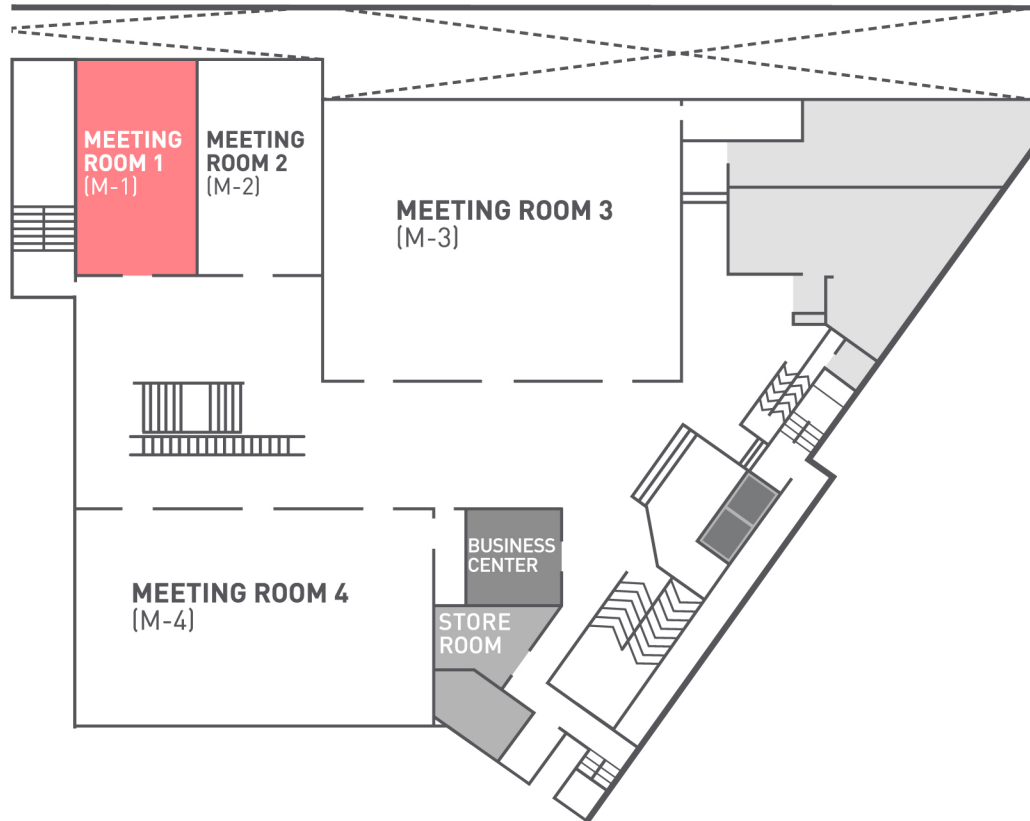 MEETING
ROOM 1
(M-1)
MEETING
ROOM 2
(M-2)
MEETING ROOM 3
(M-3)
MEETING ROOM 4
(M-4)
BUSINESS
CENTER
STORE
ROOM